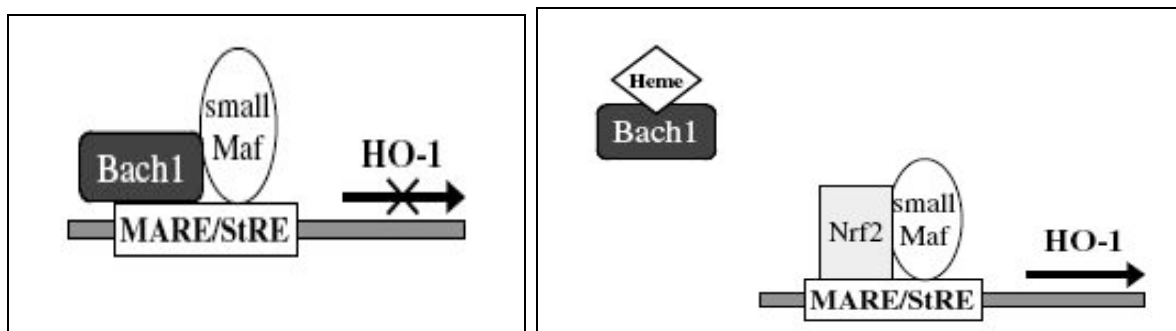 small
Maf
Bach1
HO-1
MARE/StRE
Heme
Bach1
small
Nrf2
Maf
HO-1
MARE/StRE